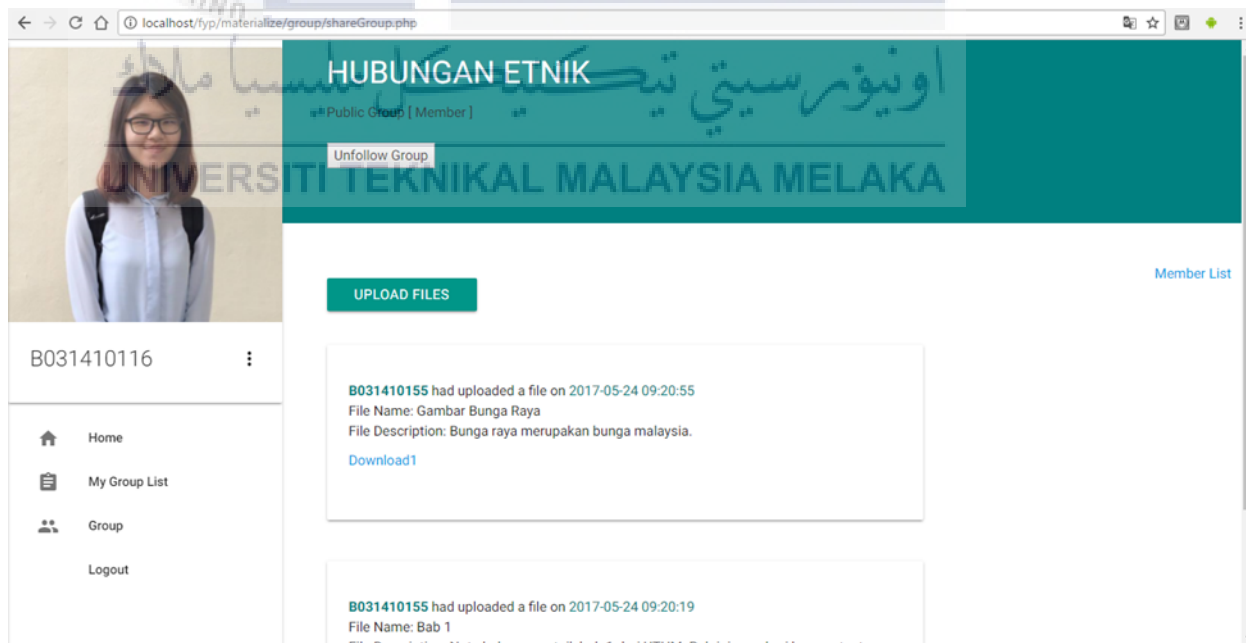 localhost/fyp/materialize/group/shareGroup.php
HUBUNGAN ETNIK
Public Group [ Member ]
Unfollow Group
اونيۏرسيتي تيكنيكل مليسيا ملاك
UNIVERSITI TEKNIKAL MALAYSIA MELAKA
Member List
UPLOAD FILES
B031410116
Home
My Group List
Group
Logout
B031410155 had uploaded a file on 2017-05-24 09:20:55
File Name: Gambar Bunga Raya
File Description: Bunga raya merupakan bunga malaysia.
Download1
B031410155 had uploaded a file on 2017-05-24 09:20:19
File Name: Bab 1